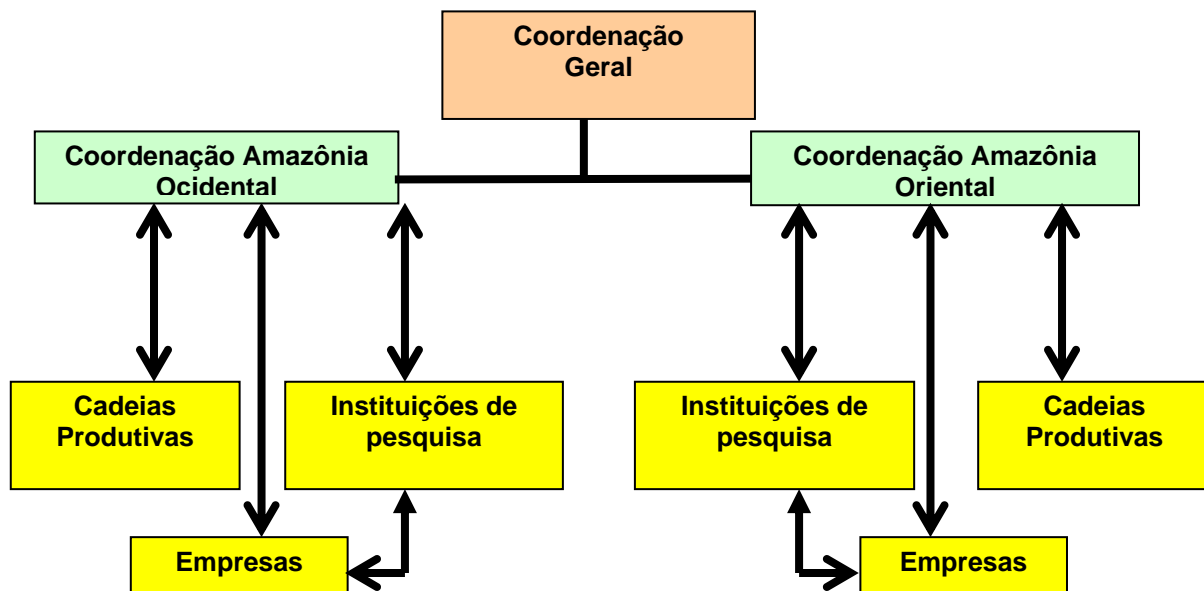 Coordenação
Geral
Coordenação Amazônia
Ocidental
Coordenação Amazônia
Oriental
Cadeias
Produtivas
Instituições de
pesquisa
Instituições de
pesquisa
Cadeias
Produtivas
Empresas
Empresas